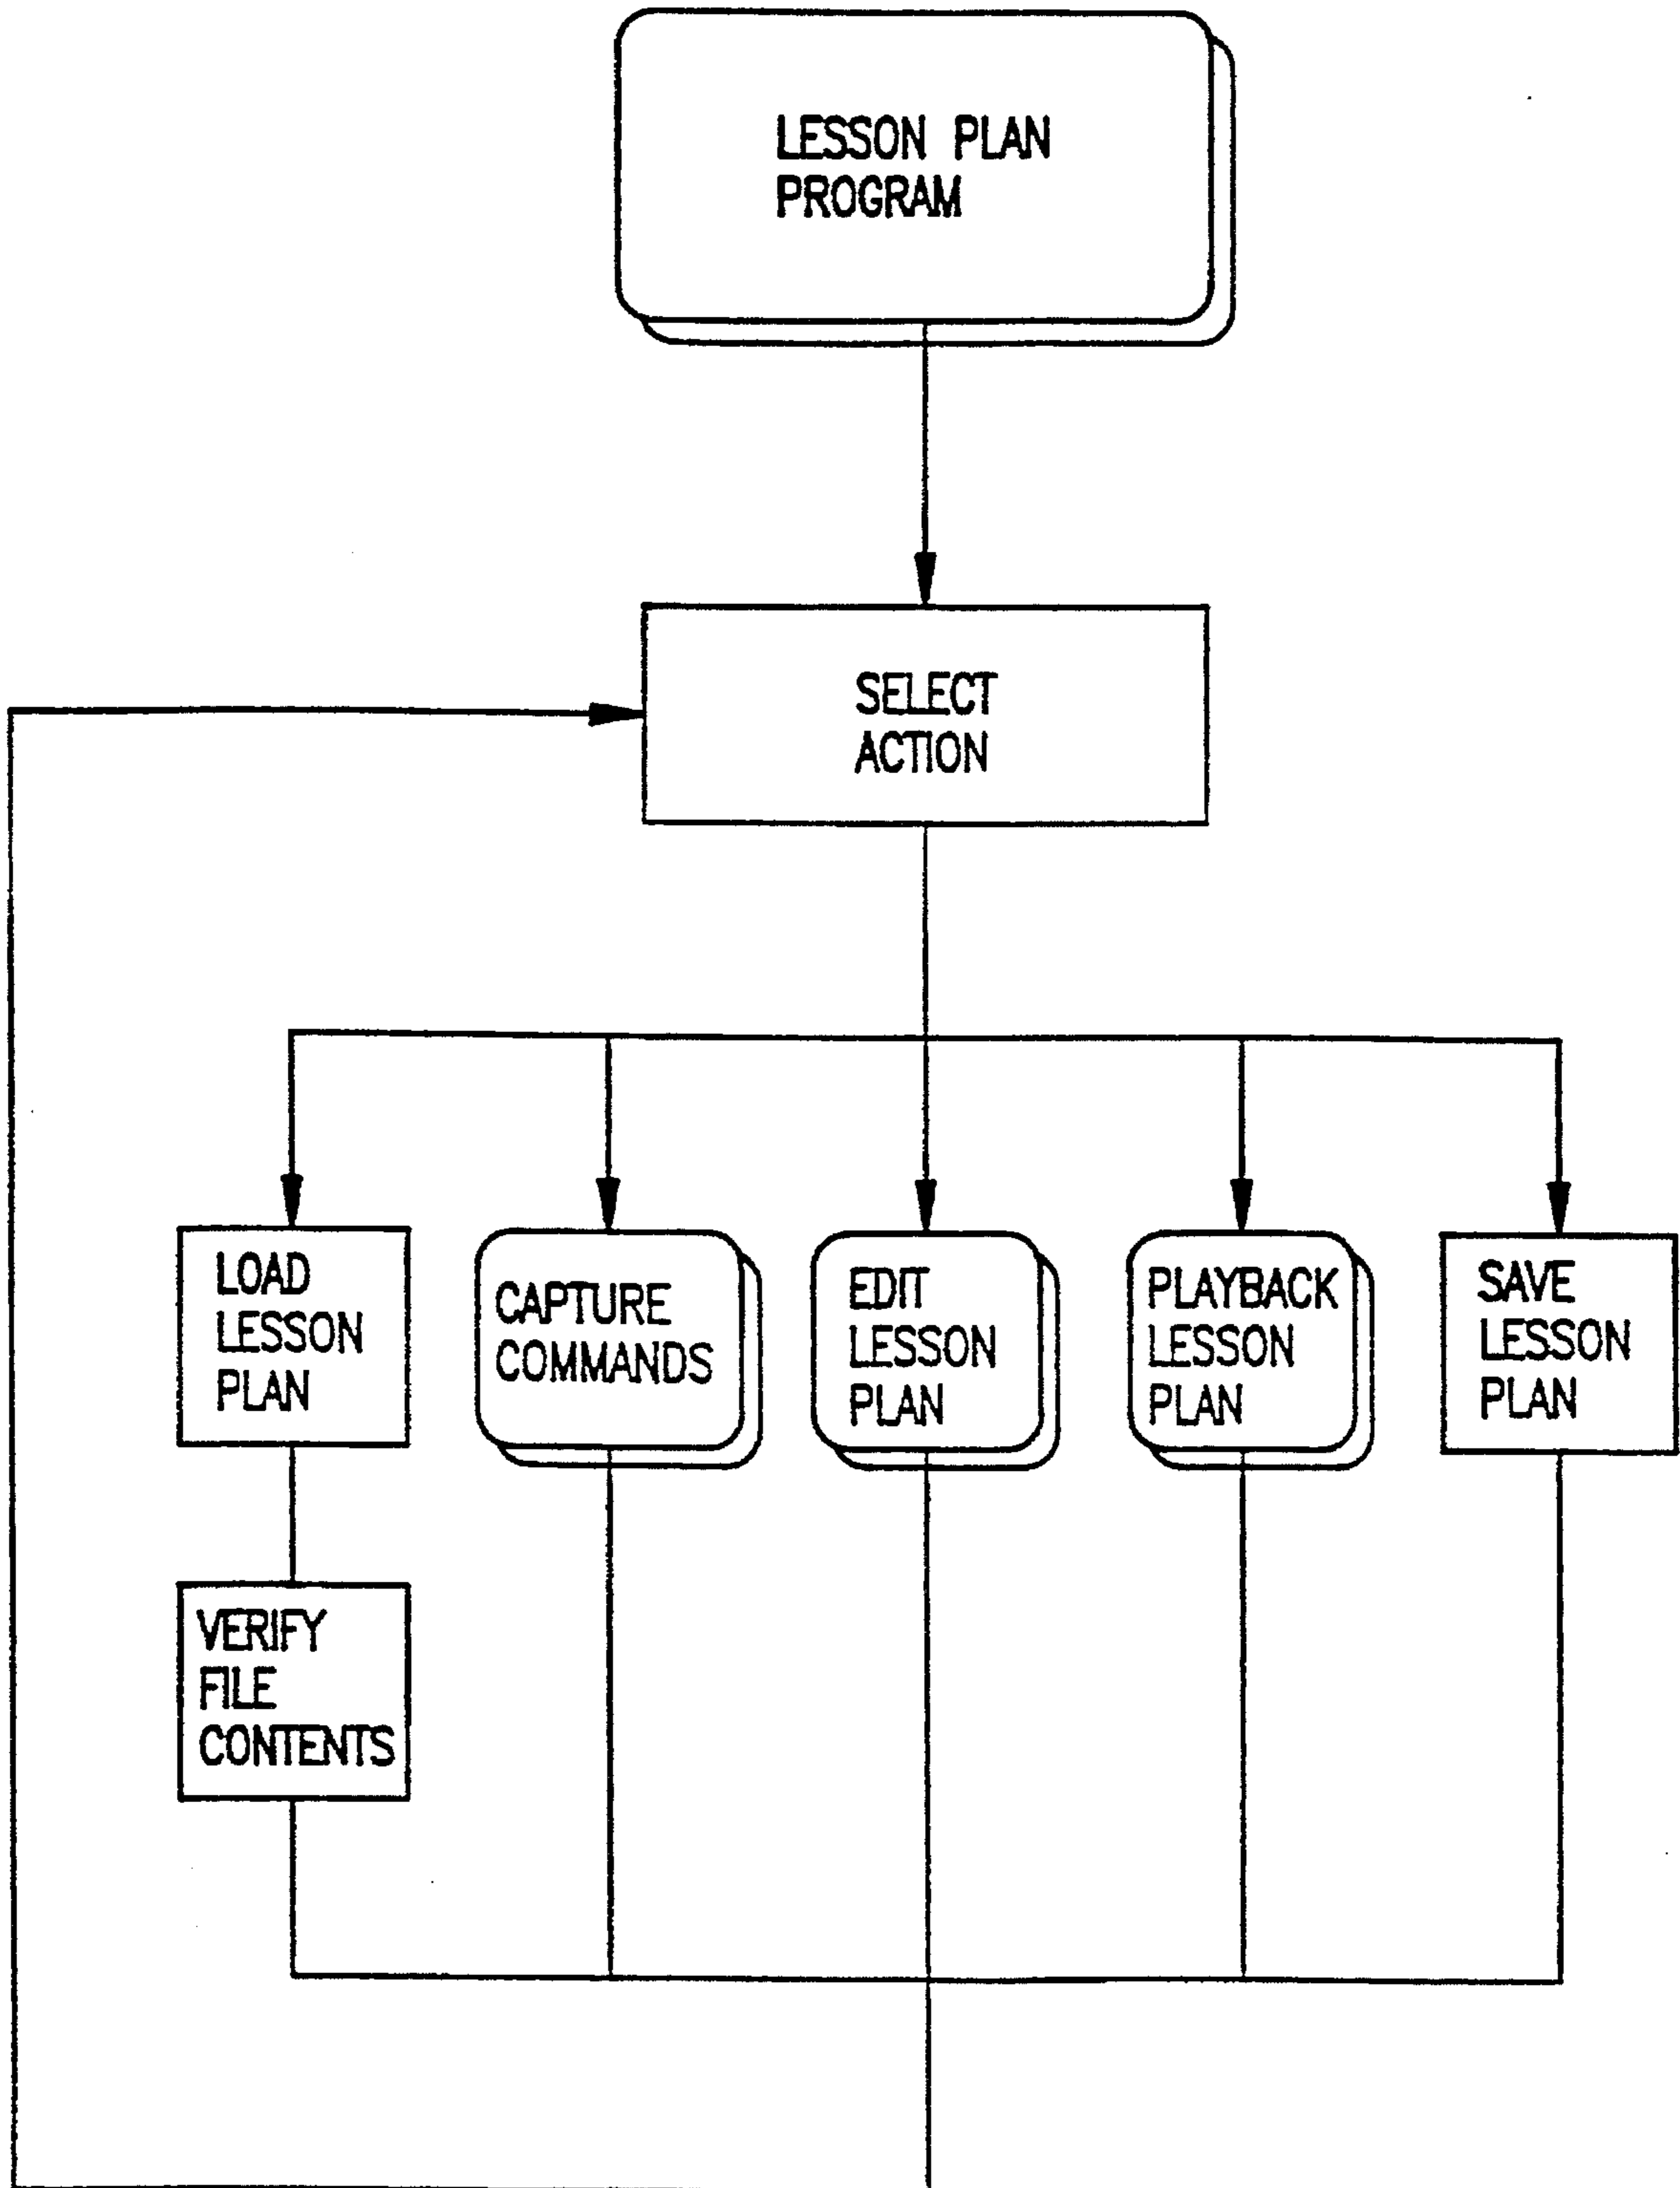 LESSON PLAN
PROGRAM
SELECT
ACTION
LOAD
LESSON
PLAN
CAPTURE
COMMANDS
EDIT
LESSON
PLAN
PLAYBACK
LESSON
PLAN
SAVE
LESSON
PLAN
VERIFY
FILE
CONTENTS